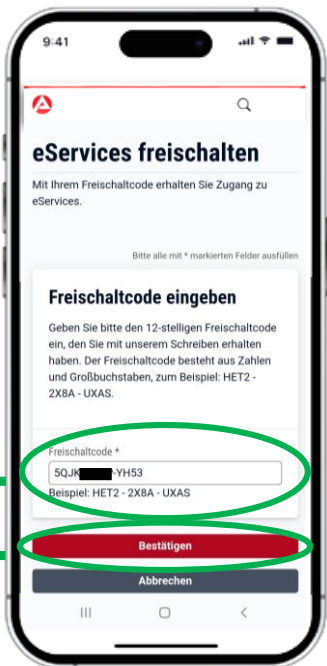 9:41
eServices freischalten
Mit Ihrem Freischaltcode erhalten Sie Zugang zu
eServices.
Bitte alle mit * markierten Felder ausfüllen
Freischaltcode eingeben
Geben Sie bitte den 12-stelligen Freischaltcode
ein, den Sie mit unserem Schreiben erhalten
haben. Der Freischaltcode besteht aus Zahlen
und Großbuchstaben, zum Beispiel: HET2 -
2X8A - UXAS.
Freischaltcode *
5QJK -YH53
Beispiel: HET2 - 2X8A - UXAS
Bestätigen
Abbrechen